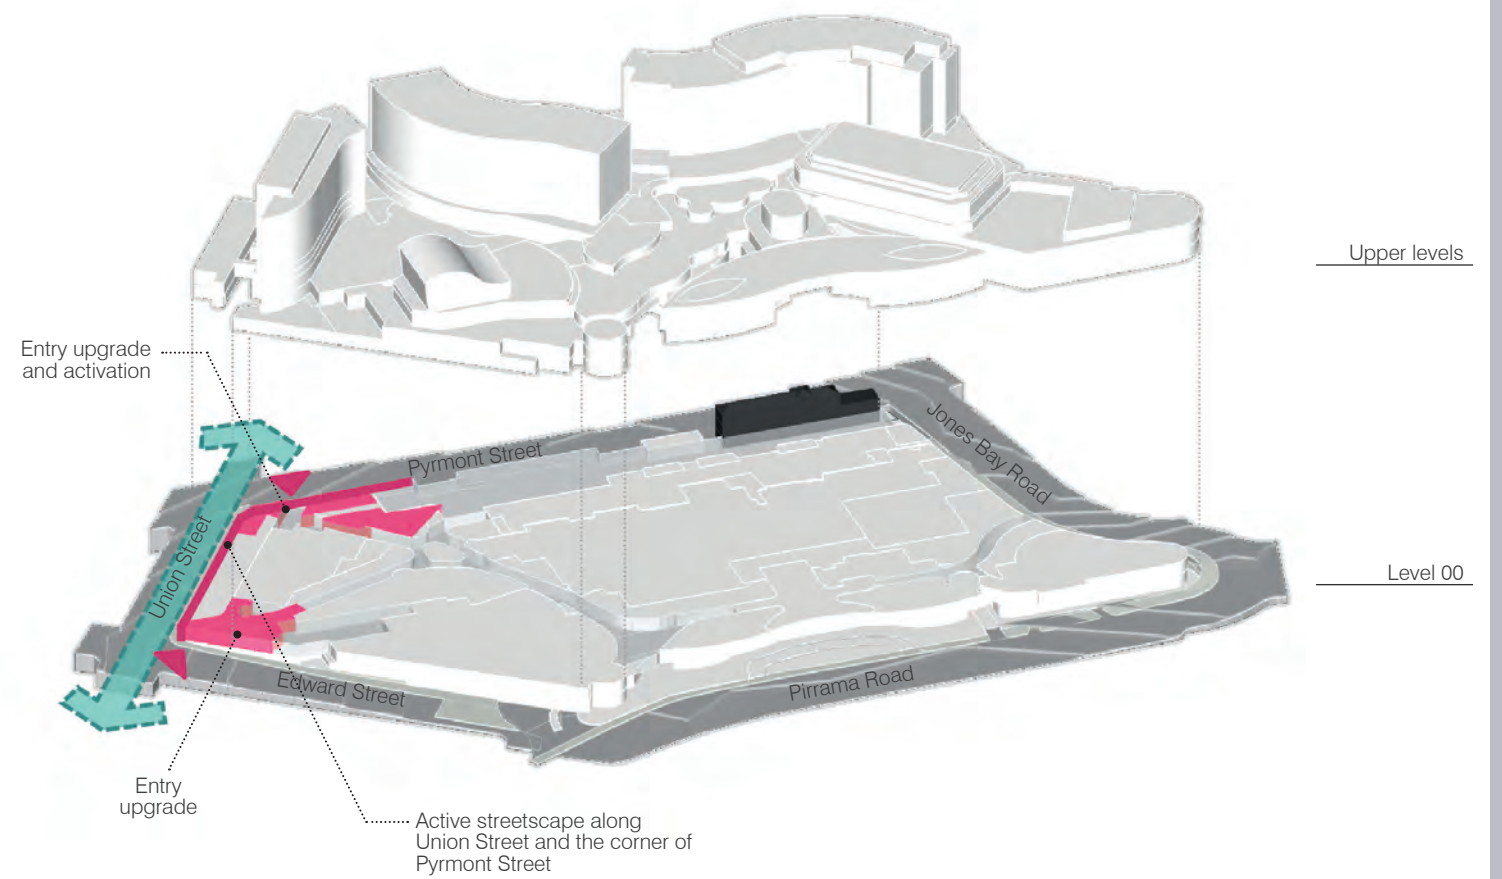 Upper levels
Entry upgrade
and activation
Jones Bay Road
Pyrmont Street
Union Street
Level 00
Edward Street
Pirrama Road
Entry
upgrade
Active streetscape along
Union Street and the corner of
Pyrmont Street